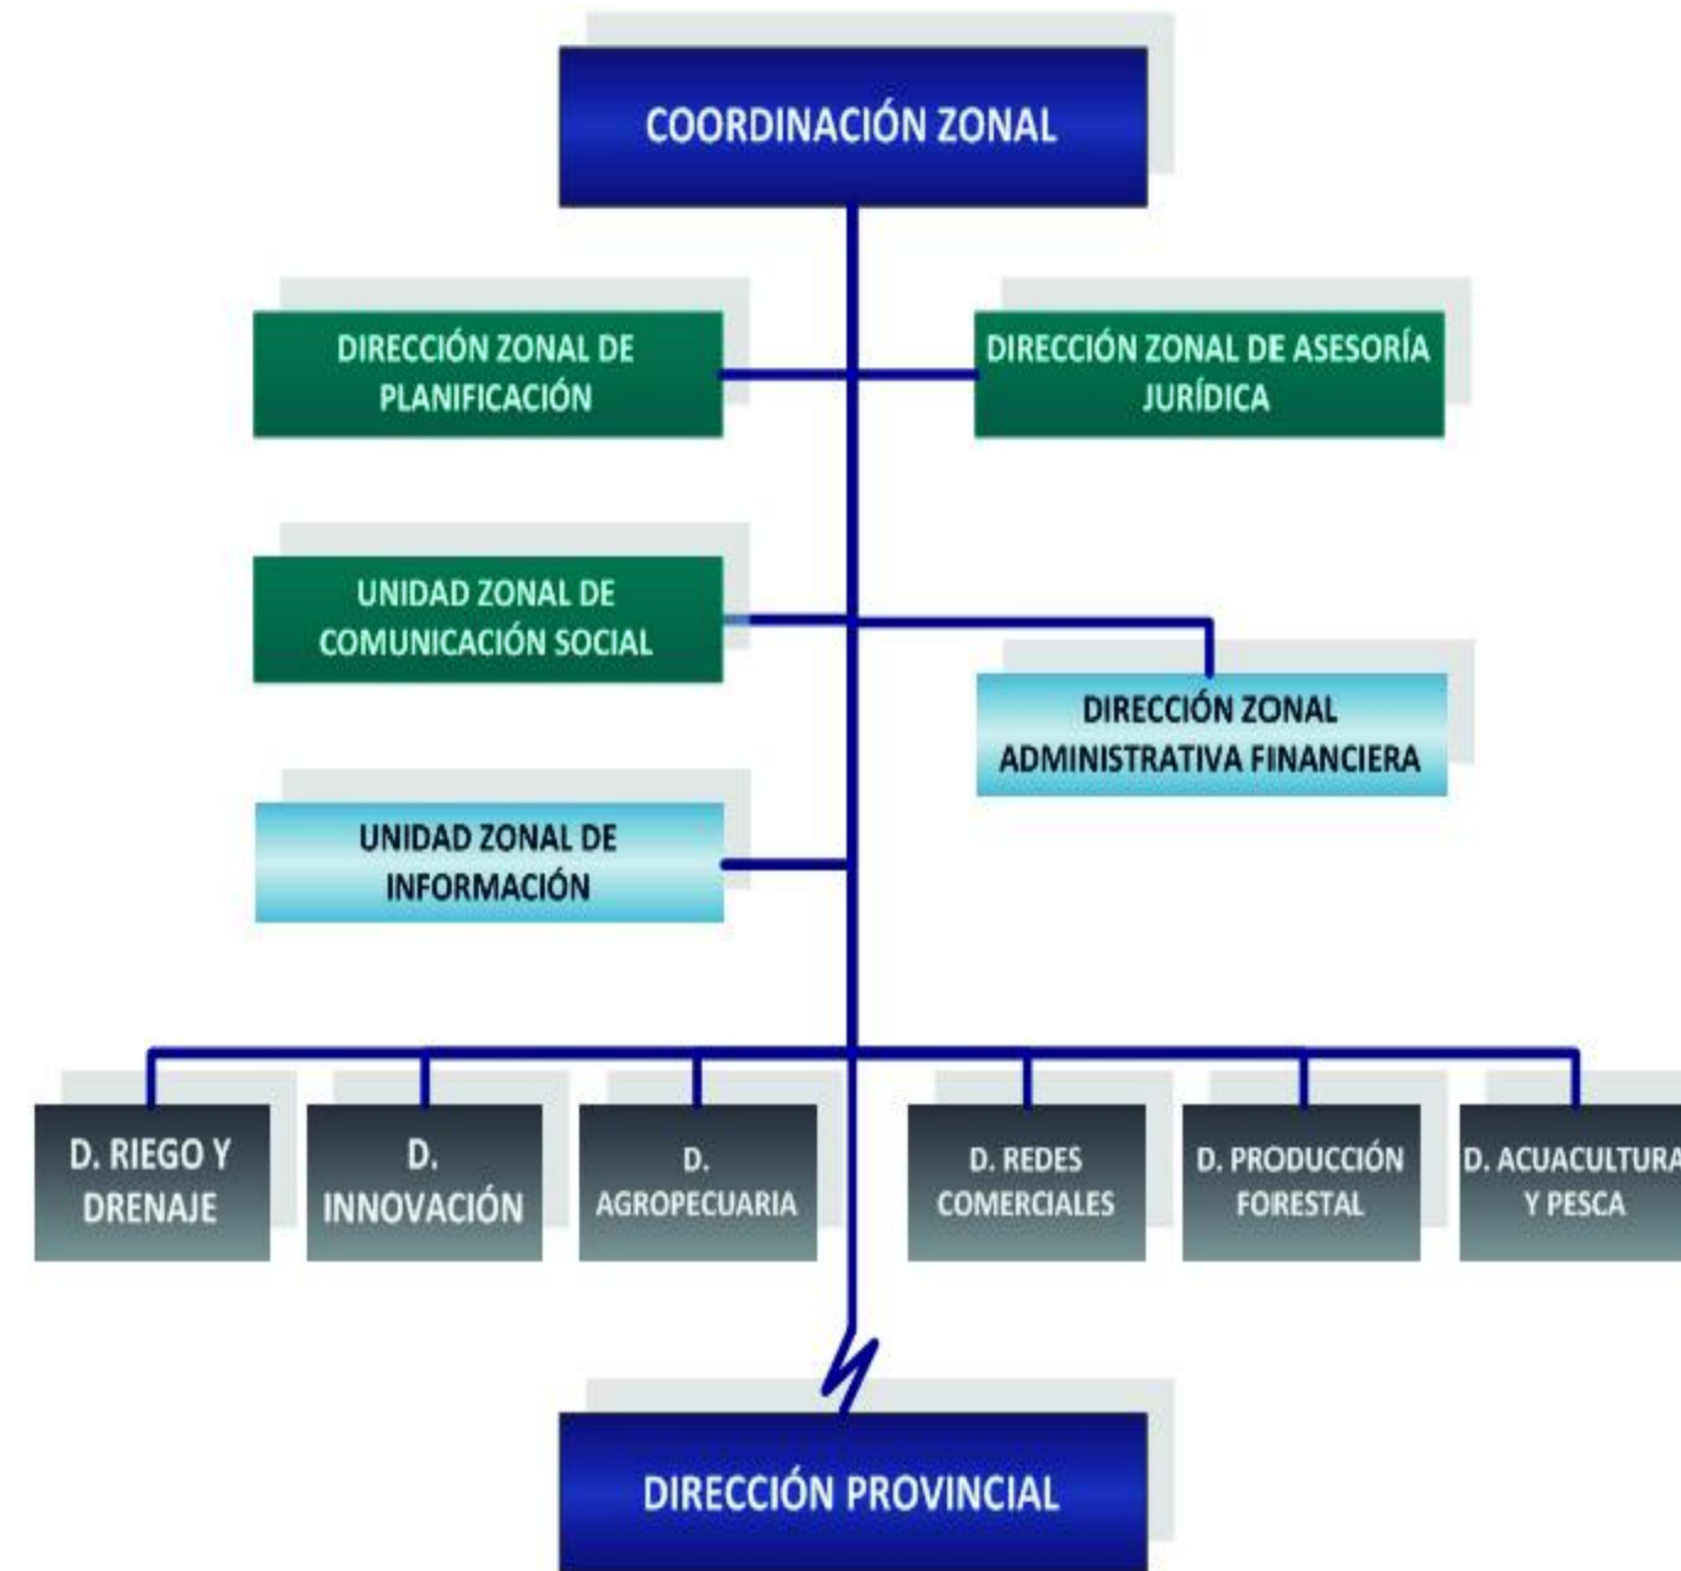 COORDINACIÓN ZONAL
DIRECCIÓN ZONAL DE
PLANIFICACIÓN
DIRECCIÓN ZONAL DE ASESORÍA
JURÍDICA
UNIDAD ZONAL DE
COMUNICACIÓN SOCIAL
DIRECCIÓN ZONAL
ADMINISTRATIVA FINANCIERA
UNIDAD ZONAL DE
INFORMACIÓN
D. RIEGO Y
DRENAJE
D.
INNOVACIÓN
D.
AGROPECUARIA
D. REDES
COMERCIALES
D. PRODUCCIÓN
FORESTAL
D. ACUACULTURA
Y PESCA
DIRECCIÓN PROVINCIAL